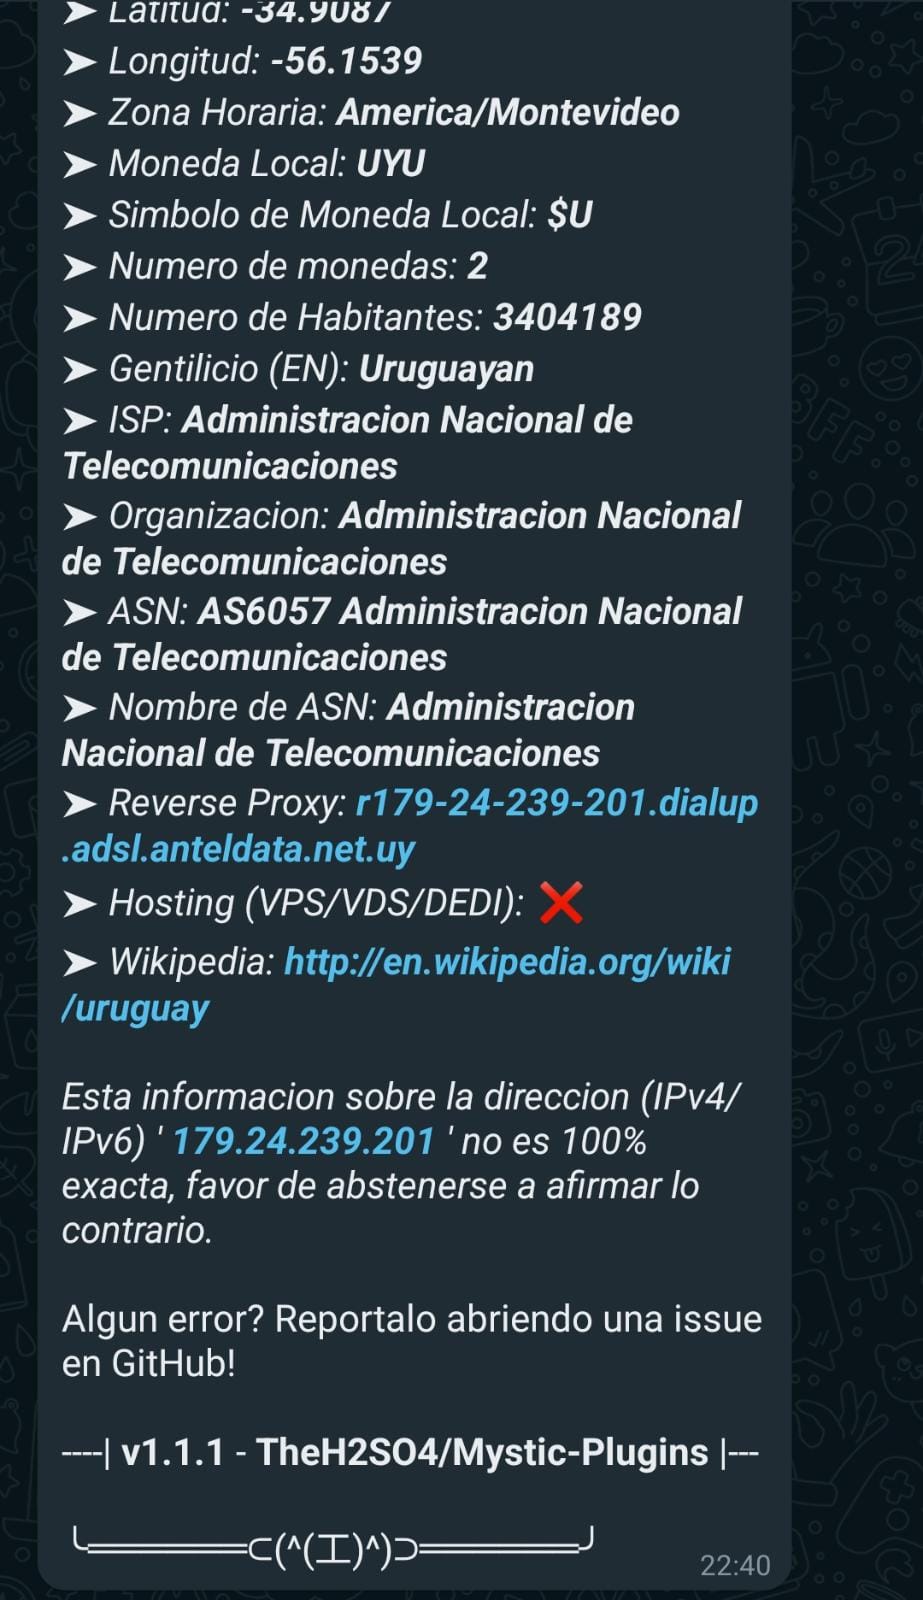 ➤ Latitud: -34.9087
➤ Longitud: -56.1539
➤ Zona Horaria: America/Montevideo
➤ Moneda Local: UYU
➤ Simbolo de Moneda Local: $U
➤ Numero de monedas: 2
➤ Numero de Habitantes: 3404189
➤ Gentilicio (EN): Uruguayan
➤ ISP: Administracion Nacional de
Telecomunicaciones
➤ Organizacion: Administracion Nacional
de Telecomunicaciones
➤ ASN: AS6057 Administracion Nacional
de Telecomunicaciones
➤ Nombre de ASN: Administracion
Nacional de Telecomunicaciones
➤ Reverse Proxy: r179-24-239-201.dialup
.adsl.anteldata.net.uy
➤ Hosting (VPS/VDS/DEDI): ❌
➤ Wikipedia: http://en.wikipedia.org/wiki
/uruguay
Esta informacion sobre la direccion (IPv4/
IPv6) ' 179.24.239.201 ' no es 100%
exacta, favor de abstenerse a afirmar lo
contrario.
Algun error? Reportalo abriendo una issue
en GitHub!
----| v1.1.1 - TheH2SO4/Mystic-Plugins |---
╰═══════⊂(^(工)^)⊃═══════╯
22:40